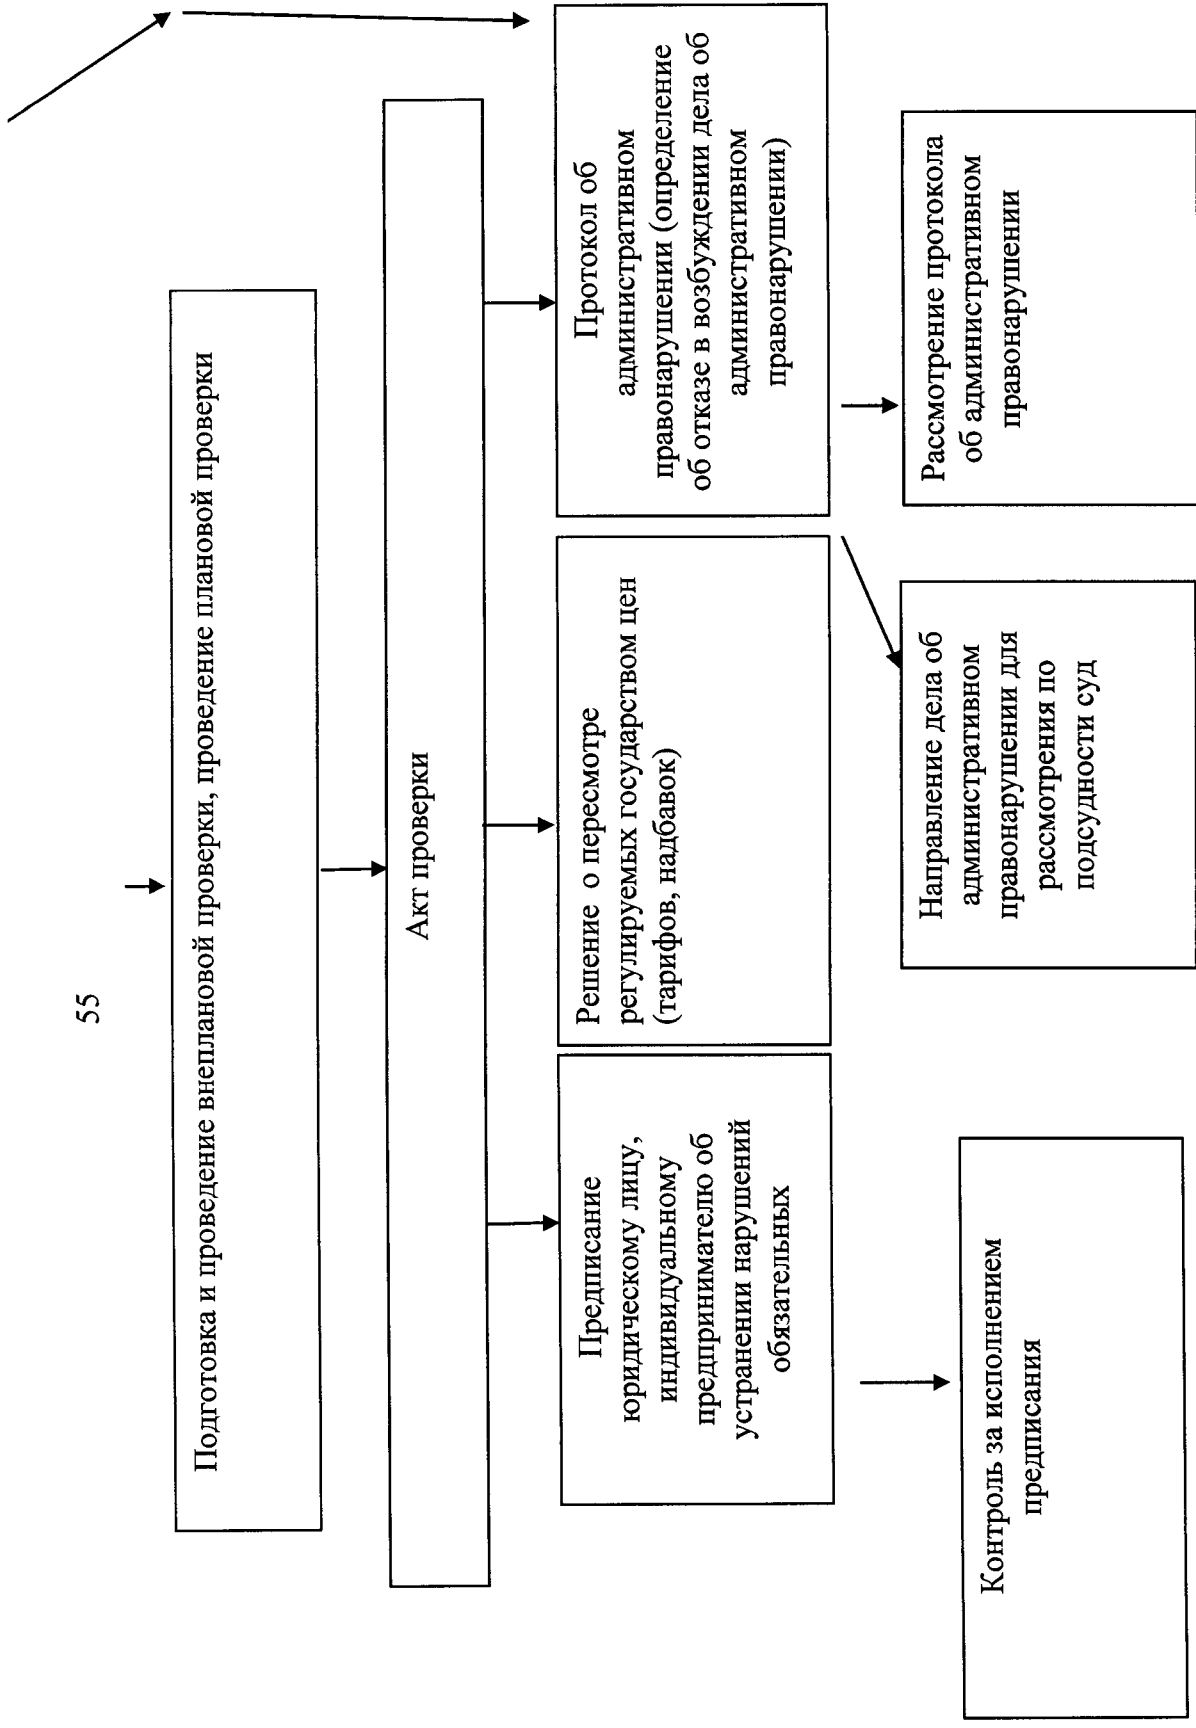 55
Подготовка и проведение внеплановой проверки, проведение плановой проверки
Акт проверки
Предписание
юридическому лицу,
индивидуальному
предпринимателю об
устранении нарушений
обязательных
Решение о пересмотре
регулируемых государством цен
(тарифов, надбавок)
Протокол об
административном
правонарушении (определение
об отказе в возбуждении дела об
административном
правонарушении)
Контроль за исполнением
предписания
Направление дела об
административном
правонарушении для
рассмотрения по
подсудности суд
Рассмотрение протокола
об административном
правонарушении